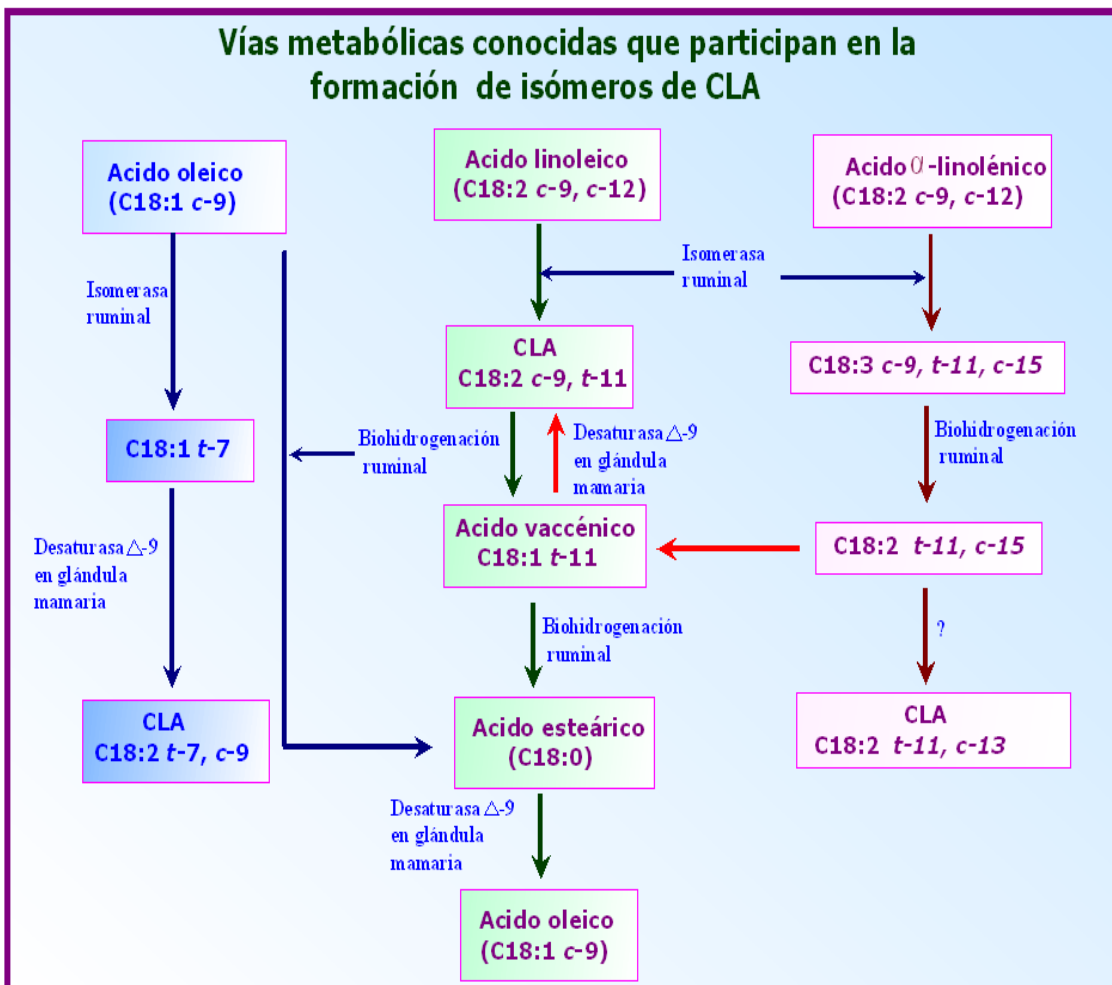 Vías metabólicas conocidas que participan en la
formación de isómeros de CLA
Acido oleico
(C18:1 c-9)
Acido linoleico
(C18:2 c-9, c-12)
Acido α-linolénico
(C18:2 c-9, c-12)
Isomerasa
ruminal
Isomerasa
ruminal
CLA
C18:2 c-9, t-11
C18:3 c-9, t-11, c-15
C18:1 t-7
Biohidrogenación
ruminal
Desaturasa △-9
en glándula
mamaria
Biohidrogenación
ruminal
Desaturasa △-9
en glándula
mamaria
Acido vaccénico
C18:1 t-11
C18:2 t-11, c-15
Biohidrogenación
ruminal
?
CLA
C18:2 t-7, c-9
Acido esteárico
(C18:0)
CLA
C18:2 t-11, c-13
Desaturasa △-9
en glándula
mamaria
Acido oleico
(C18:1 c-9)